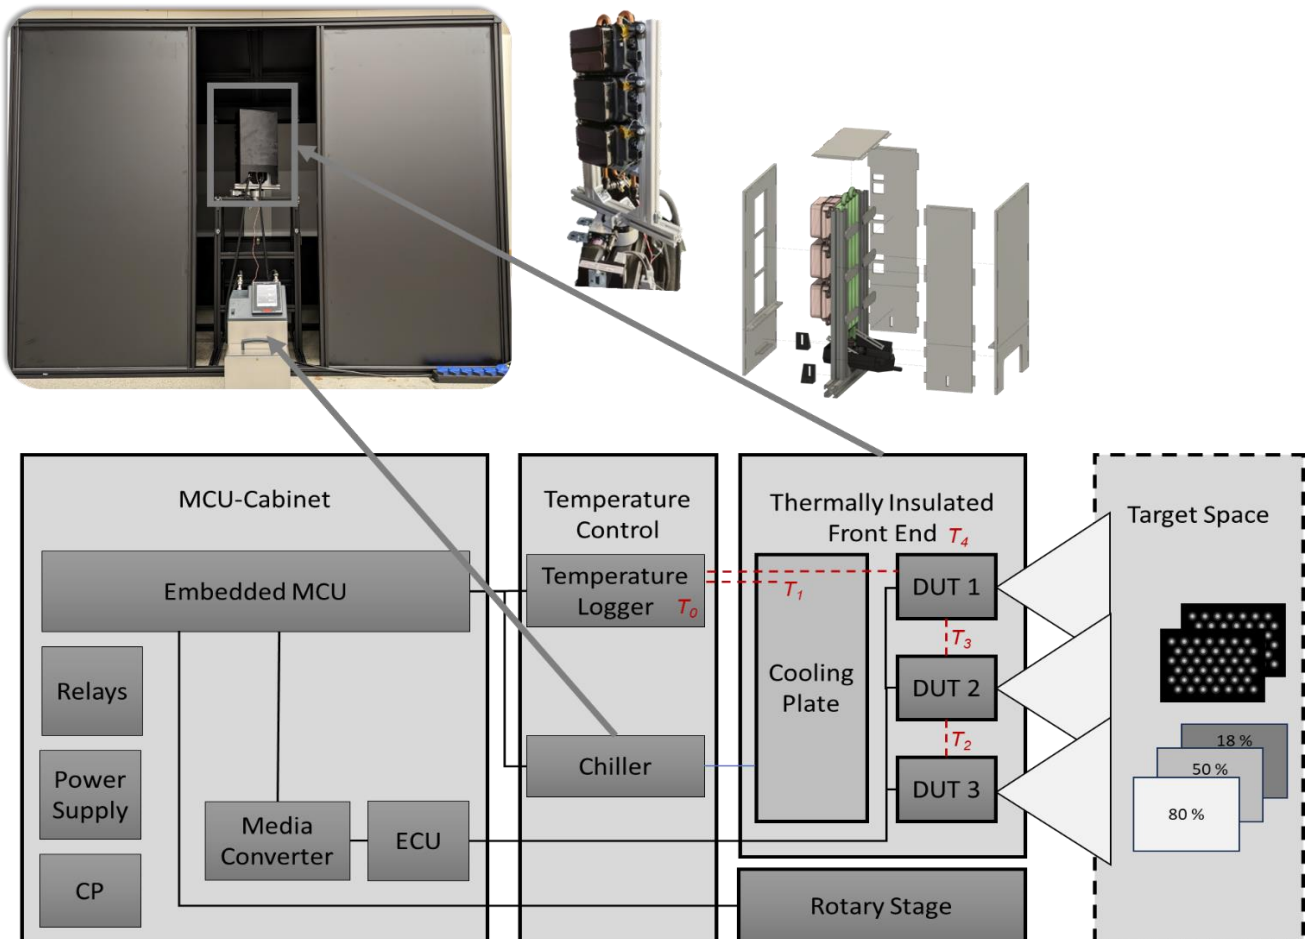 MCU-Cabinet
Embedded MCU
Relays
Power
Supply
CP
Media
Converter
ECU
Temperature
Control
Temperature
Logger T0
Chiller
Thermally Insulated
Front End T4
T1
Cooling
Plate
DUT 1
T3
DUT 2
T2
DUT 3
Rotary Stage
Target Space
18 %
50 %
80 %